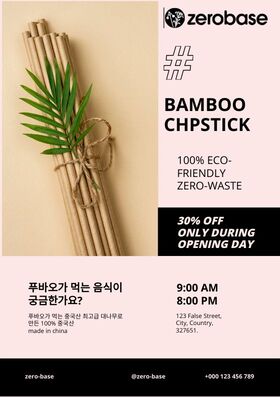 zerobase
#
BAMBOO
CHPSTICK
100% ECO-
FRIENDLY
ZERO-WASTE
30% OFF
ONLY DURING
OPENING DAY
푸바오가 먹는 음식이
궁금한가요?
푸바오가 먹는 중국산 최고급 대나무로
만든 100% 중국산
made in china
9:00 AM
8:00 PM
123 False Street,
City, Country,
327651.
zero-base
@zero-base
+000 123 456 789